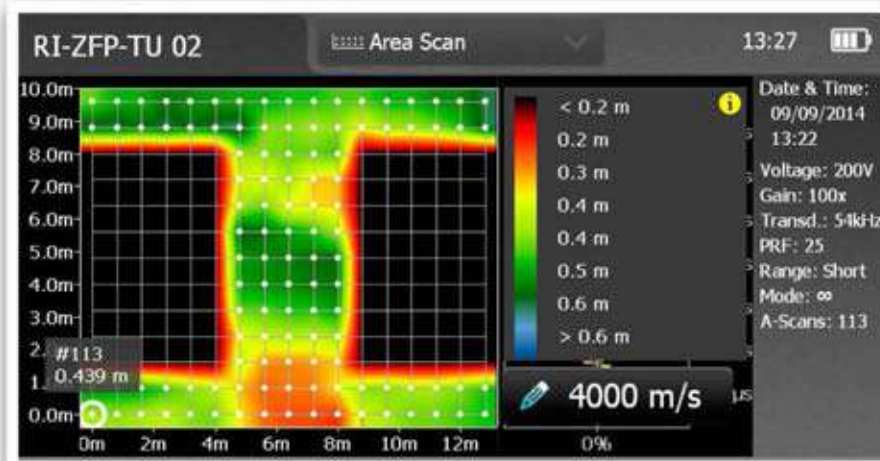 RI-ZFP-TU 02
Area Scan
13:27
10.0m
9.0m
8.0m
7.0m
6.0m
5.0m
4.0m
3.0m
2.
1.
0.0m
#113
0.439 m
0m 2m 4m 6m 8m 10m 12m
< 0.2 m
0.2 m
0.3 m
0.4 m
0.4 m
0.5 m
0.6 m
> 0.6 m
i
4000 m/s
µs
0%
Date & Time:
09/09/2014
13:22
Voltage: 200V
Gain: 100x
Transd.: 54kHz
PRF: 25
Range: Short
Mode: ∞
A-Scans: 113